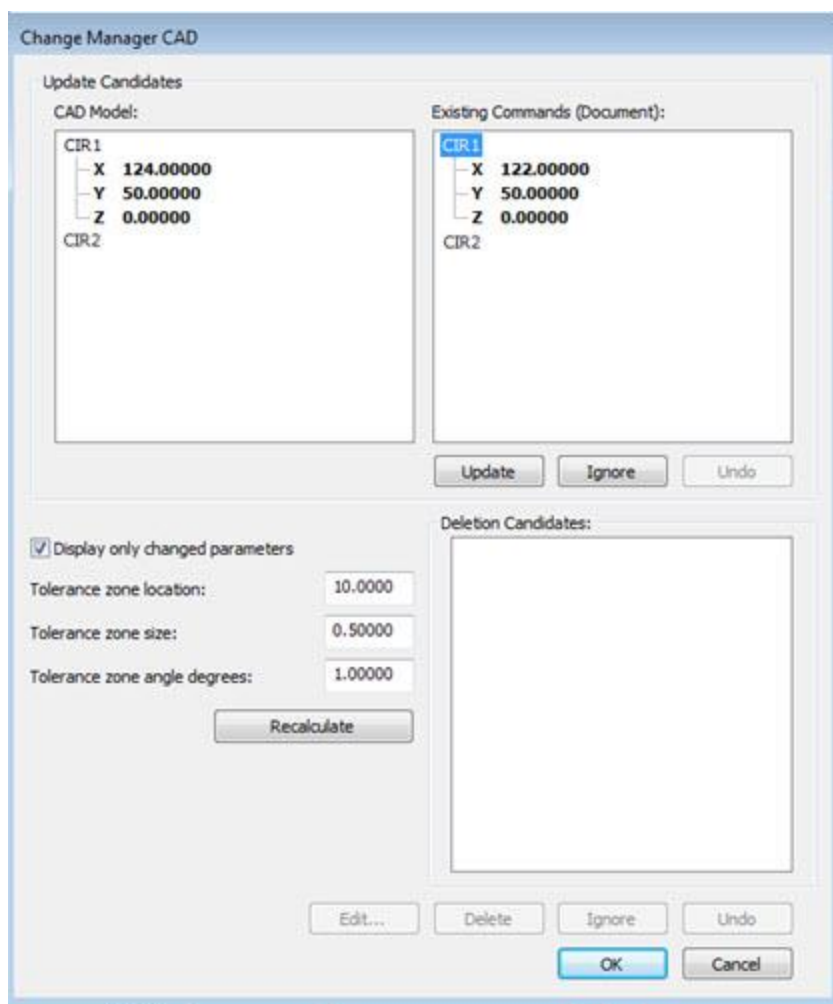 Change Manager CAD
Update Candidates
CAD Model:
CIR1
X 124.00000
Y 50.00000
Z 0.00000
CIR2
Existing Commands (Document):
CIR1
X 122.00000
Y 50.00000
Z 0.00000
CIR2
Update Ignore Undo
Display only changed parameters
Tolerance zone location: 10.0000
Tolerance zone size: 0.50000
Tolerance zone angle degrees: 1.00000
Recalculate
Deletion Candidates:
Edit... Delete Ignore Undo
OK Cancel